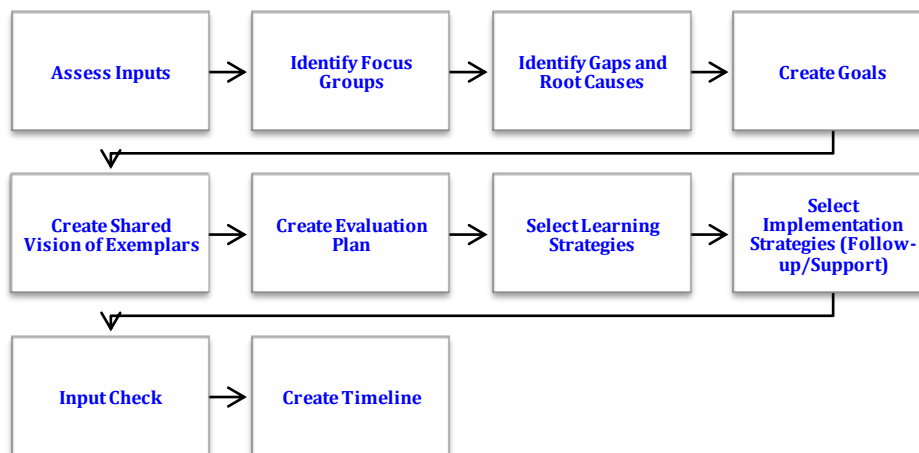 Assess Inputs
Identify Focus
Groups
Identify Gaps and
Root Causes
Create Goals
Create Shared
Vision of Exemplars
Create Evaluation
Plan
Select Learning
Strategies
Select
Implementation
Strategies (Follow-
up/Support)
Input Check
Create Timeline